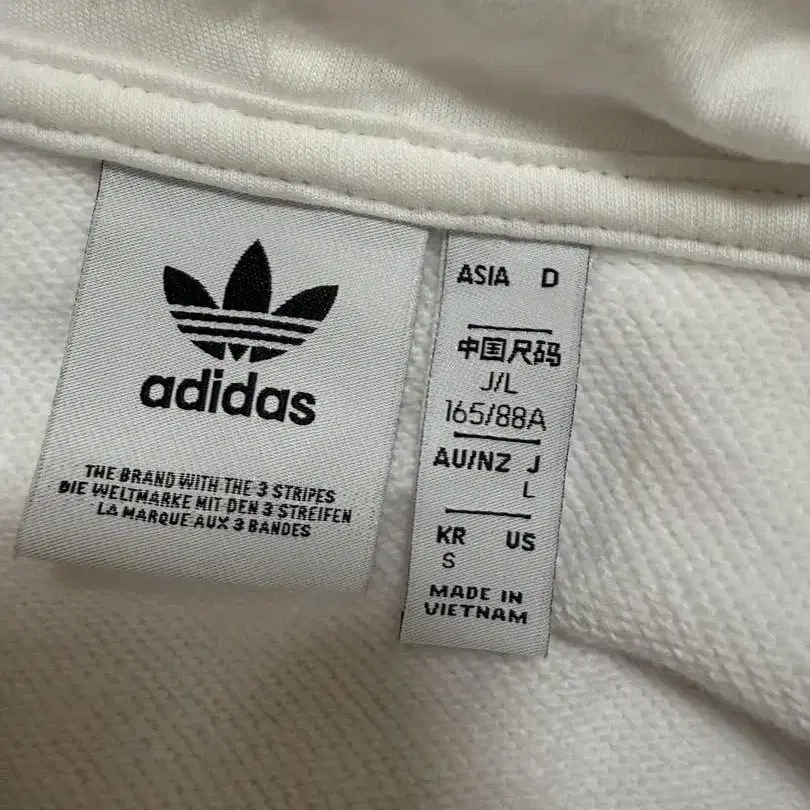 adidas
THE BRAND WITH THE 3 STRIPES
DIE WELTMARKE MIT DEN 3 STREIFEN
LA MARQUE AUX 3 BANDES
ASIA D
中国尺码
J/L
165/88A
AU/NZ J
L
KR US
S
MADE IN
VIETNAM